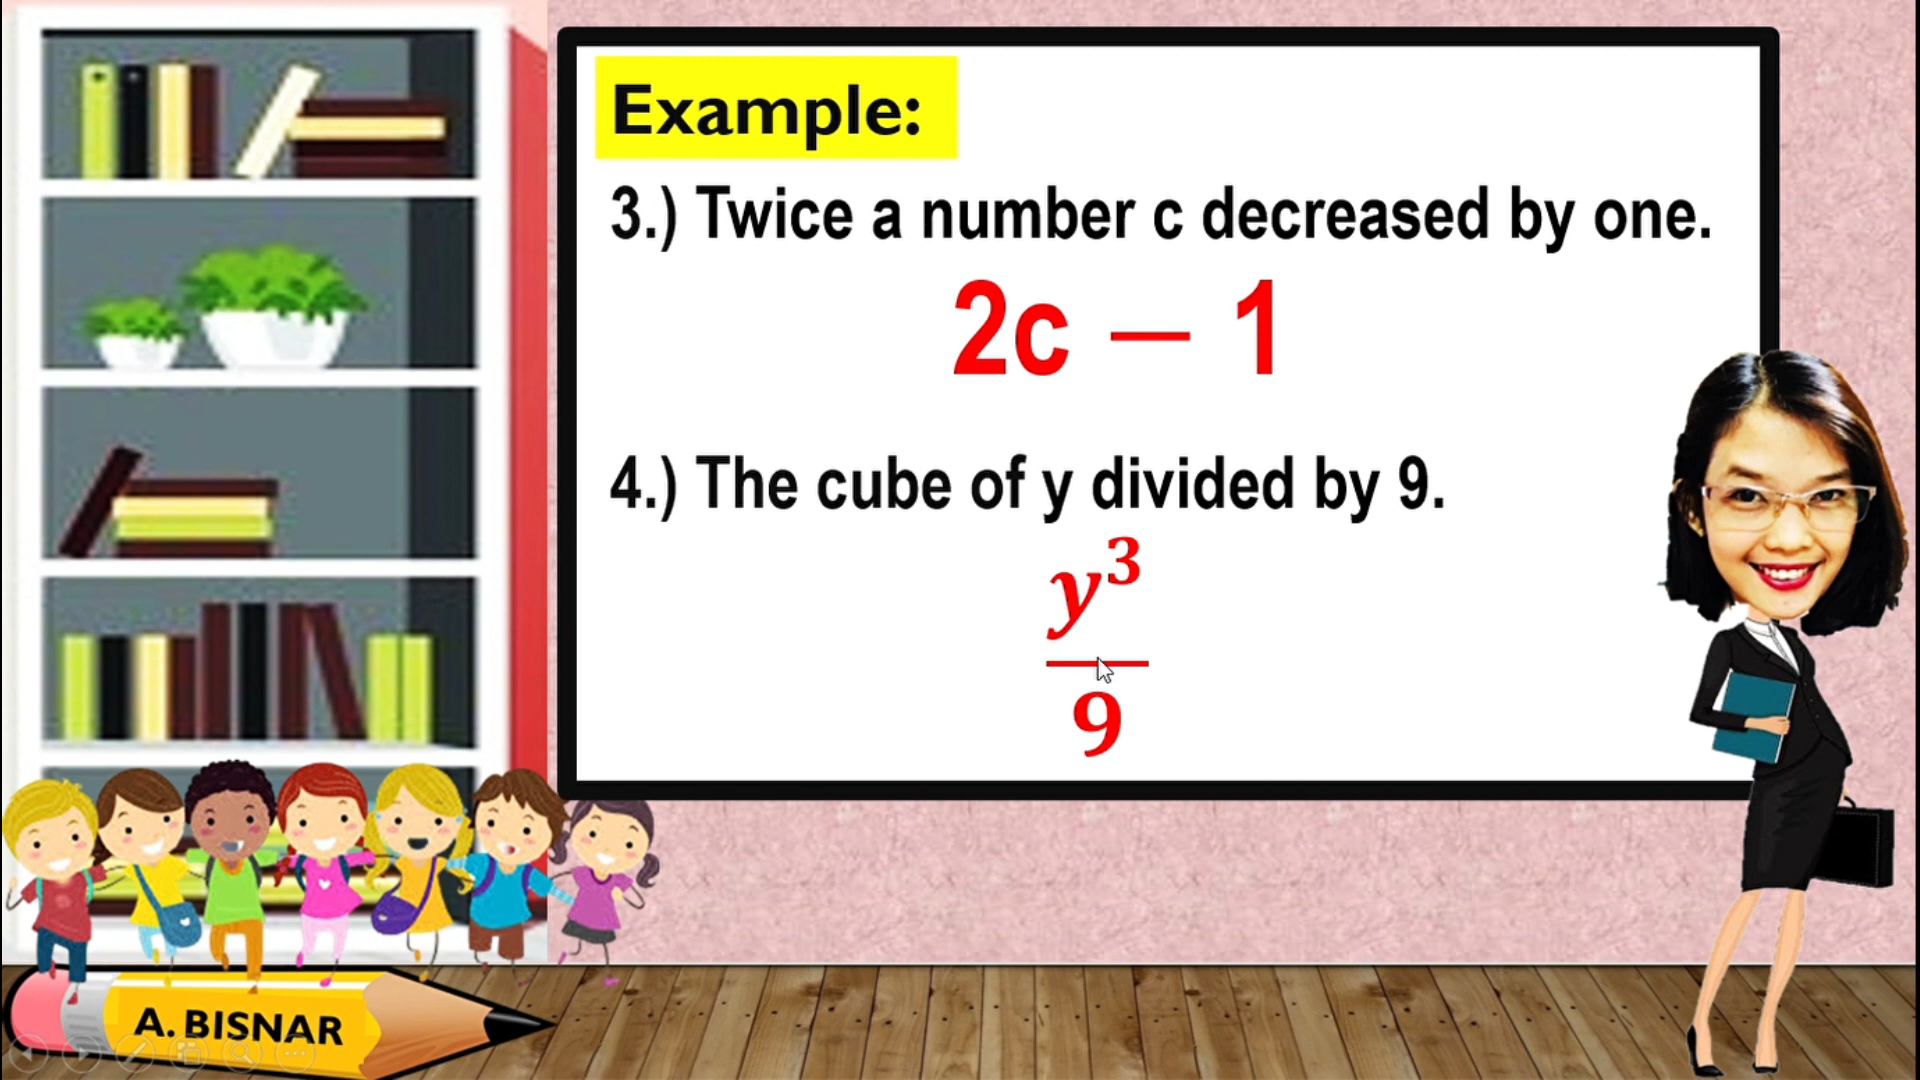 Example:
3.) Twice a number c decreased by one.
2c – 1
4.) The cube of y divided by 9.
y³
9
A. BISNAR